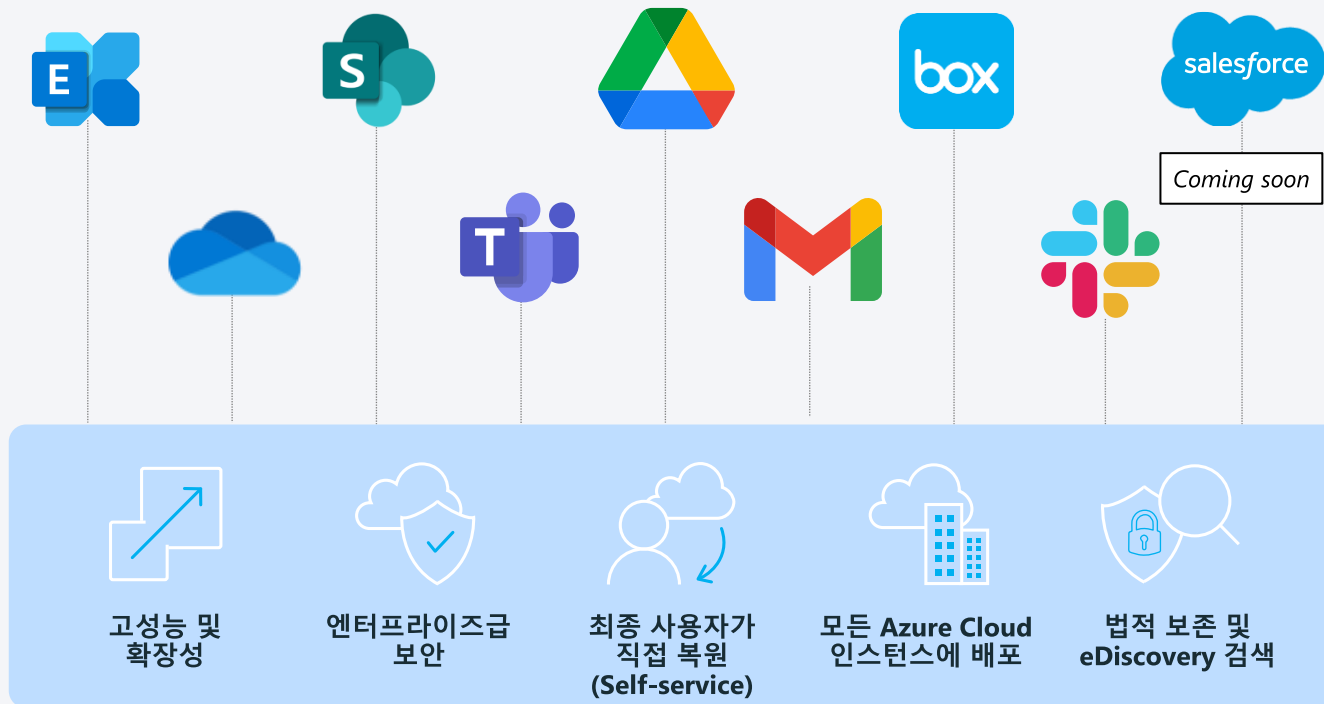 E
S
box
salesforce
Coming soon
T
고성능 및
확장성
엔터프라이즈급
보안
최종 사용자가
직접 복원
(Self-service)
모든 Azure Cloud
인스턴스에 배포
법적 보존 및
eDiscovery 검색